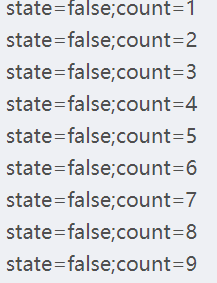 state=false;count=1
state=false;count=2
state=false;count=3
state=false;count=4
state=false;count=5
state=false;count=6
state=false;count=7
state=false;count=8
state=false;count=9